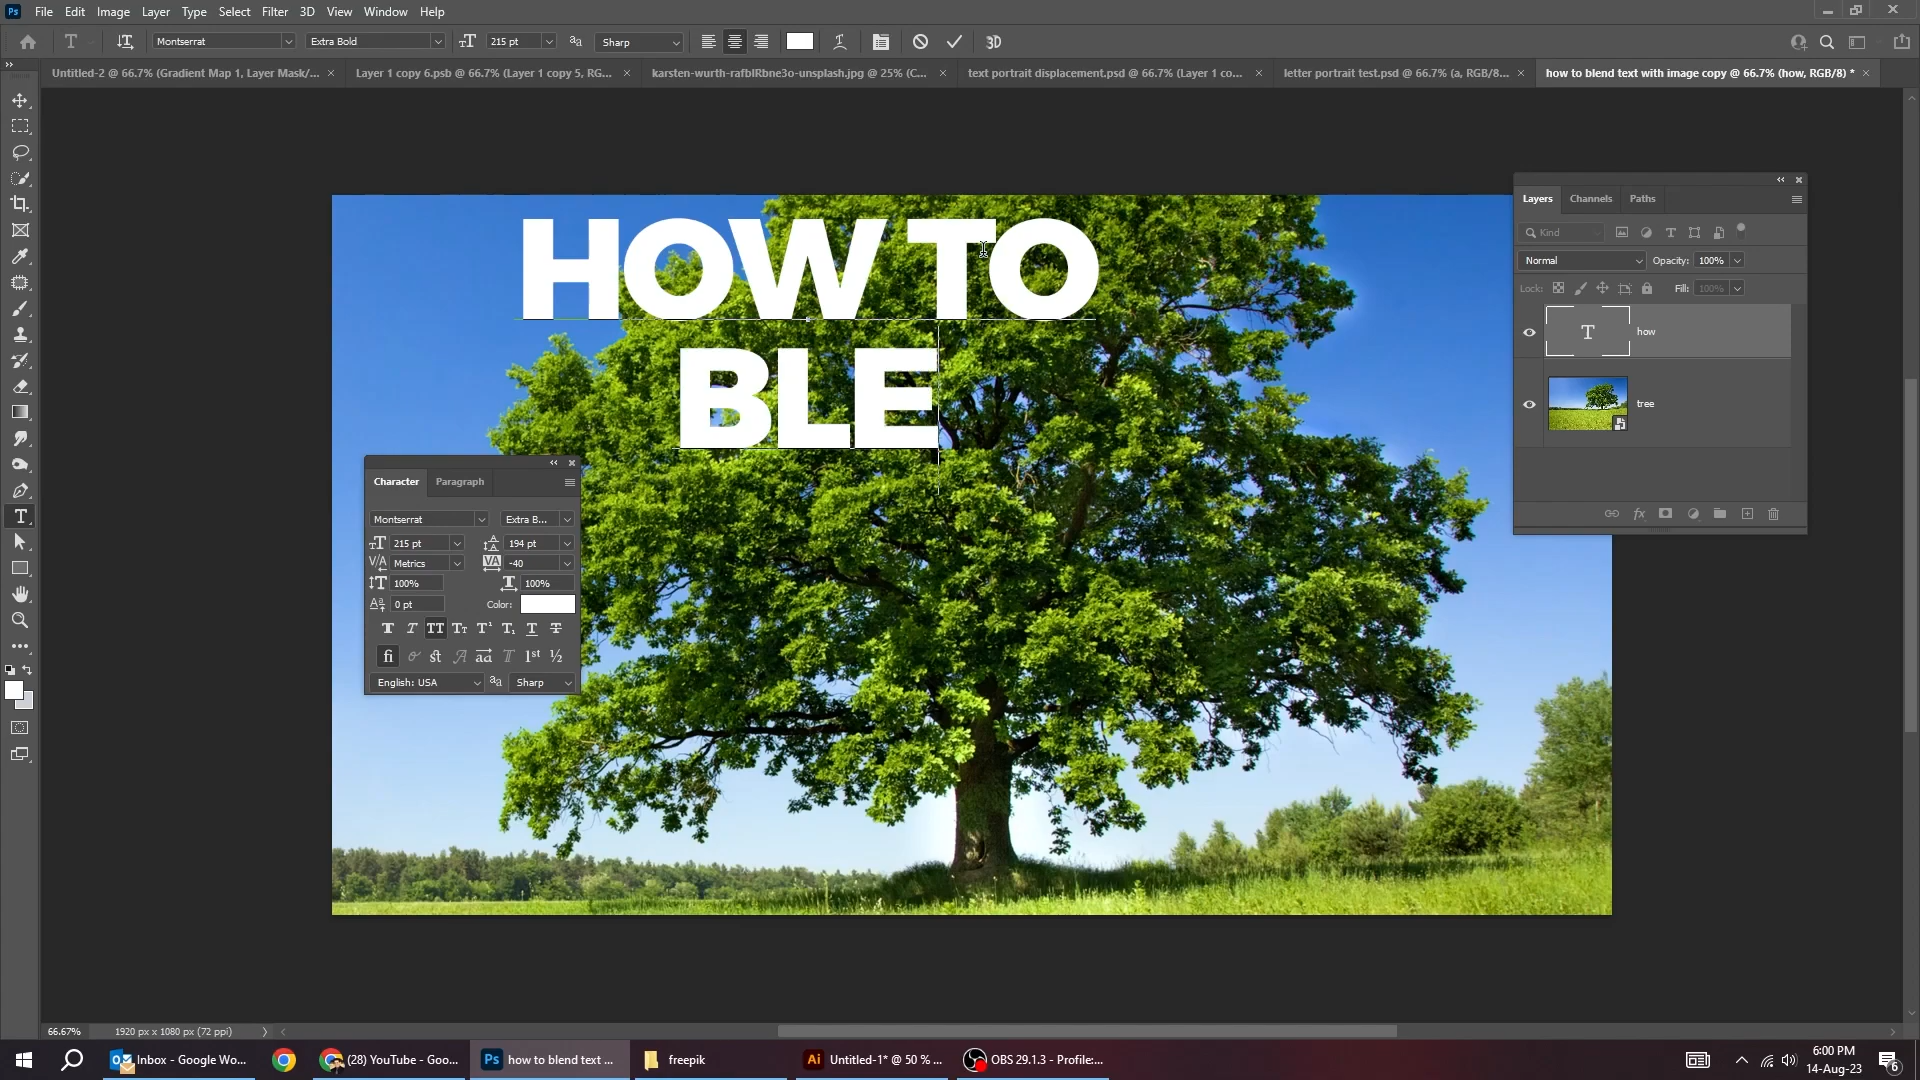 Ps File Edit Image Layer Type Select Filter 3D View Window Help
Montserrat Extra Bold 215 pt Sharp 3D
Untitled-2 @ 66.7% (Gradient Map 1, Layer Mask/... Layer 1 copy 6.psb @ 66.7% (Layer 1 copy 5, RG... karsten-wurth-rafblRbne3o-unsplash.jpg @ 25% (C... text portrait displacement.psd @ 66.7% (Layer 1 co... letter portrait test.psd @ 66.7% (a, RGB/8... how to blend text with image copy @ 66.7% (how, RGB/8) *
HOW TO
BLE
Layers Channels Paths
Kind
Normal Opacity: 100%
Lock: Fill: 100%
how
tree
Character Paragraph
Montserrat Extra B...
215 pt 194 pt
Metrics -40
100% 100%
0 pt Color:
English: USA Sharp
66.67% 1920 px x 1080 px (72 ppi)
Inbox - Google Wo... (28) YouTube - Goo... how to blend text ... freepik Untitled-1* @ 50 % ... OBS 29.1.3 - Profile:...
6:00 PM
14-Aug-23
6